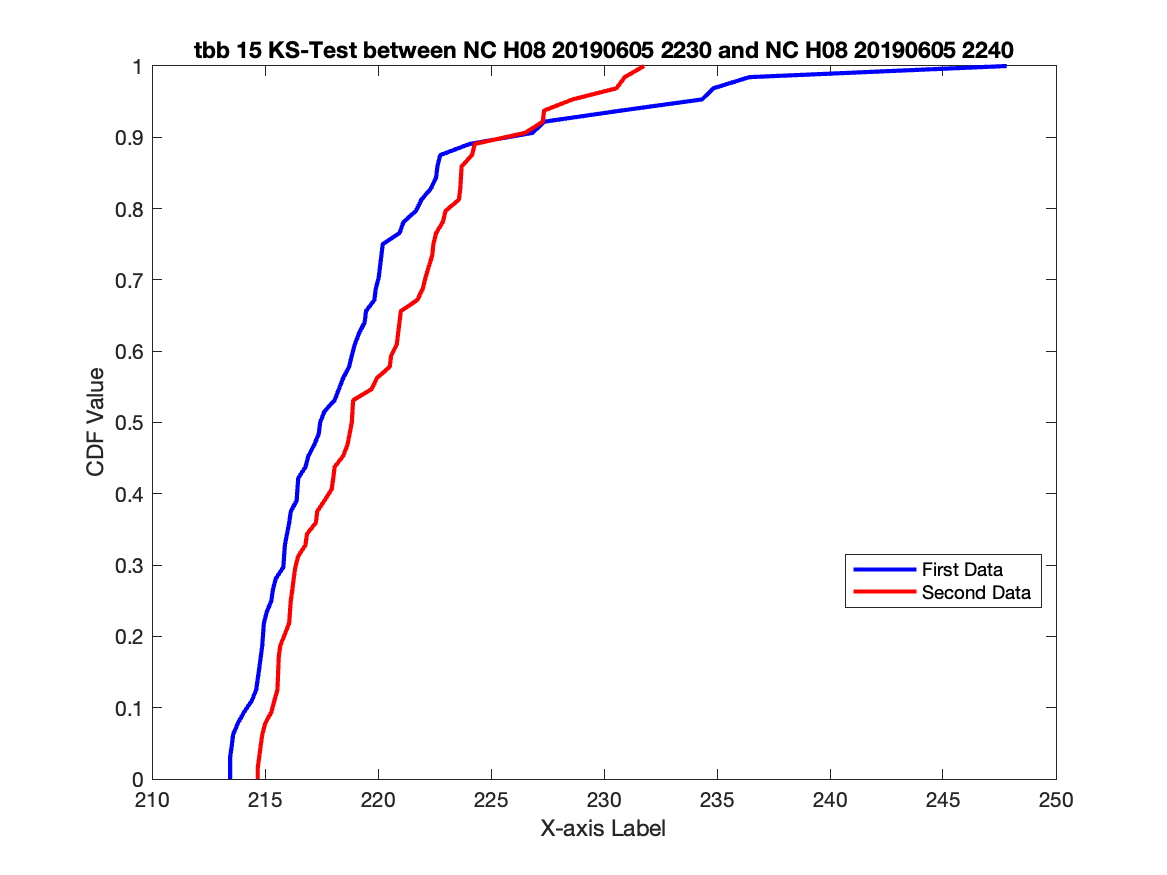 tbb 15 KS-Test between NC H08 20190605 2230 and NC H08 20190605 2240
1
0.9
0.8
0.7
0.6
0.5
0.4
0.3
0.2
0.1
0
CDF Value
First Data
Second Data
210 215 220 225 230 235 240 245 250
X-axis Label